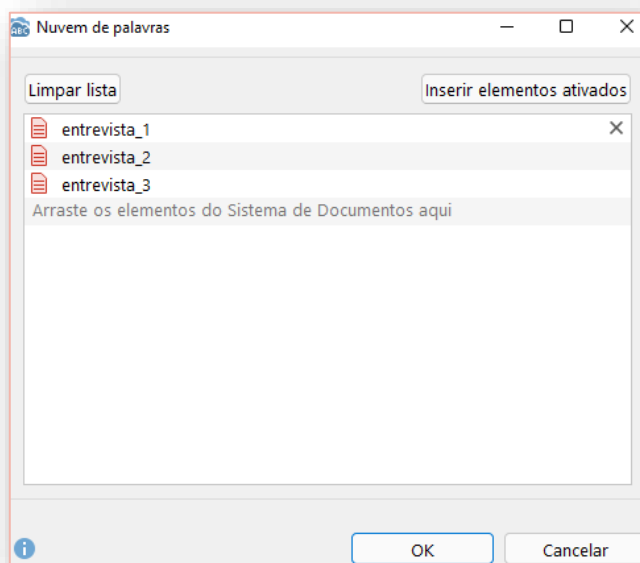 ABC Nuvem de palavras
Limpar lista Inserir elementos ativados
entrevista_1
entrevista_2
entrevista_3
Arraste os elementos do Sistema de Documentos aqui
OK Cancelar